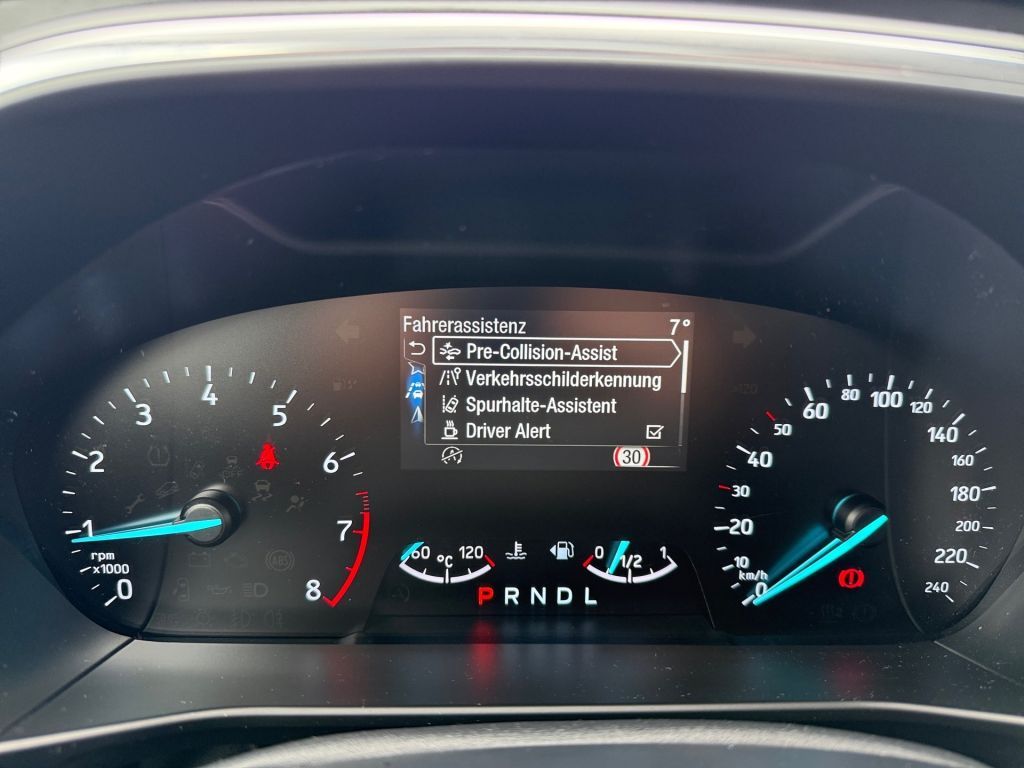 Fahrerassistenz 7°
Pre-Collision-Assist
Verkehrsschilderkennung
Spurhalte-Assistent
Driver Alert
30
0
1
2
3
4
5
6
7
8
rpm
x1000
60 °C 120
0 1/2 1
P R N D L
0
10
20
30
40
50
60
80
100
120
140
160
180
200
220
240
km/h
ABS